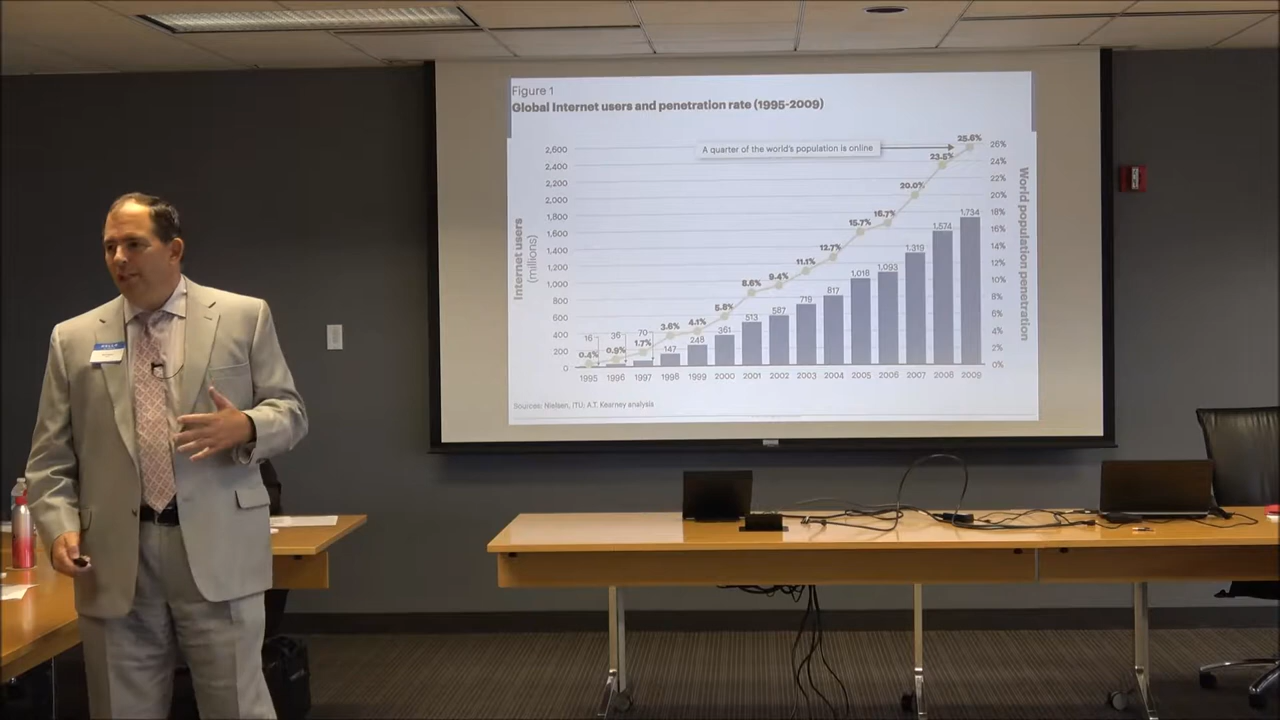 Figure 1
Global Internet users and penetration rate (1995-2009)
A quarter of the world's population is online
Internet users
(millions)
2,600
2,400
2,200
2,000
1,800
1,600
1,400
1,200
1,000
800
600
400
200
0
26%
24%
22%
20%
18%
16%
14%
12%
10%
8%
6%
4%
2%
0%
World population penetration
0.4% 0.9% 1.7% 3.6% 4.1% 5.8% 8.6% 9.4% 11.1% 12.7% 15.7% 16.7% 20.0% 23.5% 25.6%
16 36 70 147 248 361 513 587 719 817 1,018 1,093 1,319 1,574 1,734
1995 1996 1997 1998 1999 2000 2001 2002 2003 2004 2005 2006 2007 2008 2009
Sources: Nielsen, ITU; A.T. Kearney analysis
HELLO